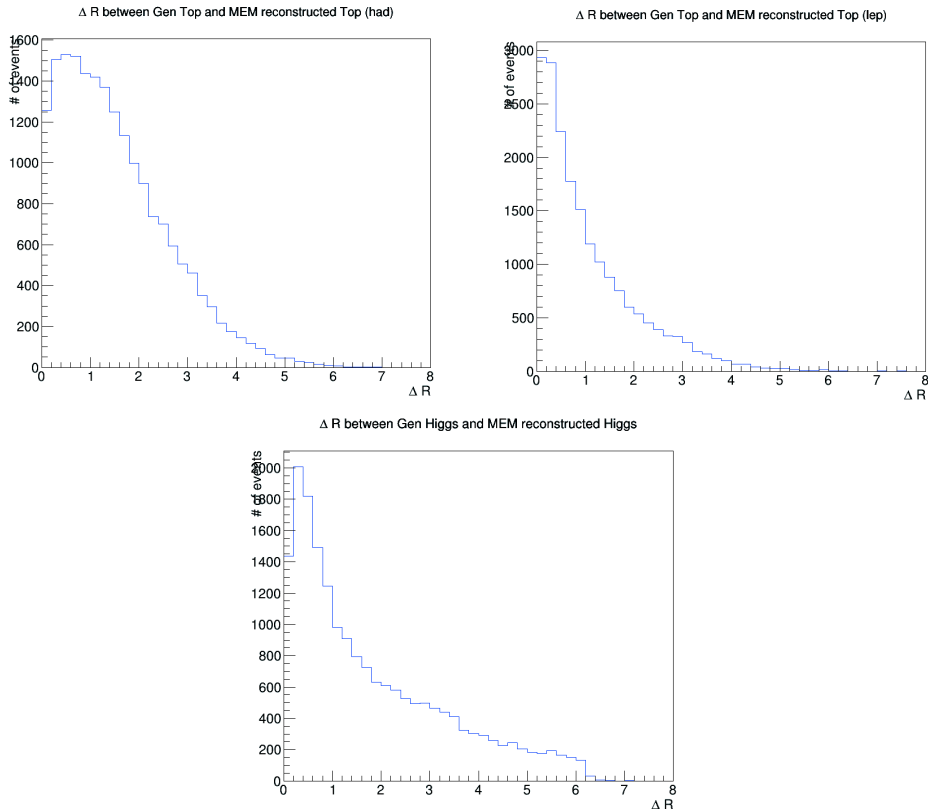 Δ R between Gen Top and MEM reconstructed Top (had)
# of events
1600
1400
1200
1000
800
600
400
200
0
0 1 2 3 4 5 6 7 8
Δ R
Δ R between Gen Top and MEM reconstructed Top (lep)
# of events
3000
2500
2000
1500
1000
500
0
0 1 2 3 4 5 6 7 8
Δ R
Δ R between Gen Higgs and MEM reconstructed Higgs
# of events
2000
1800
1600
1400
1200
1000
800
600
400
200
0
0 1 2 3 4 5 6 7 8
Δ R